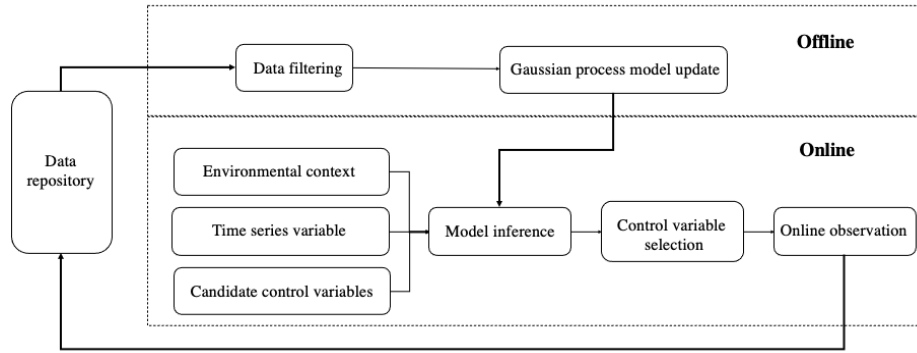 Offline
Data filtering
Gaussian process model update
Data
repository
Online
Environmental context
Time series variable
Candidate control variables
Model inference
Control variable
selection
Online observation